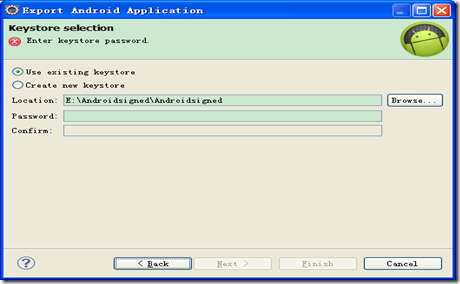 Export Android Application
Keystore selection
Enter keystore password.
Use existing keystore
Create new keystore
Location: E:\Androidsigned\Androidsigned Browse...
Password:
Confirm:
? < Back Next > Finish Cancel